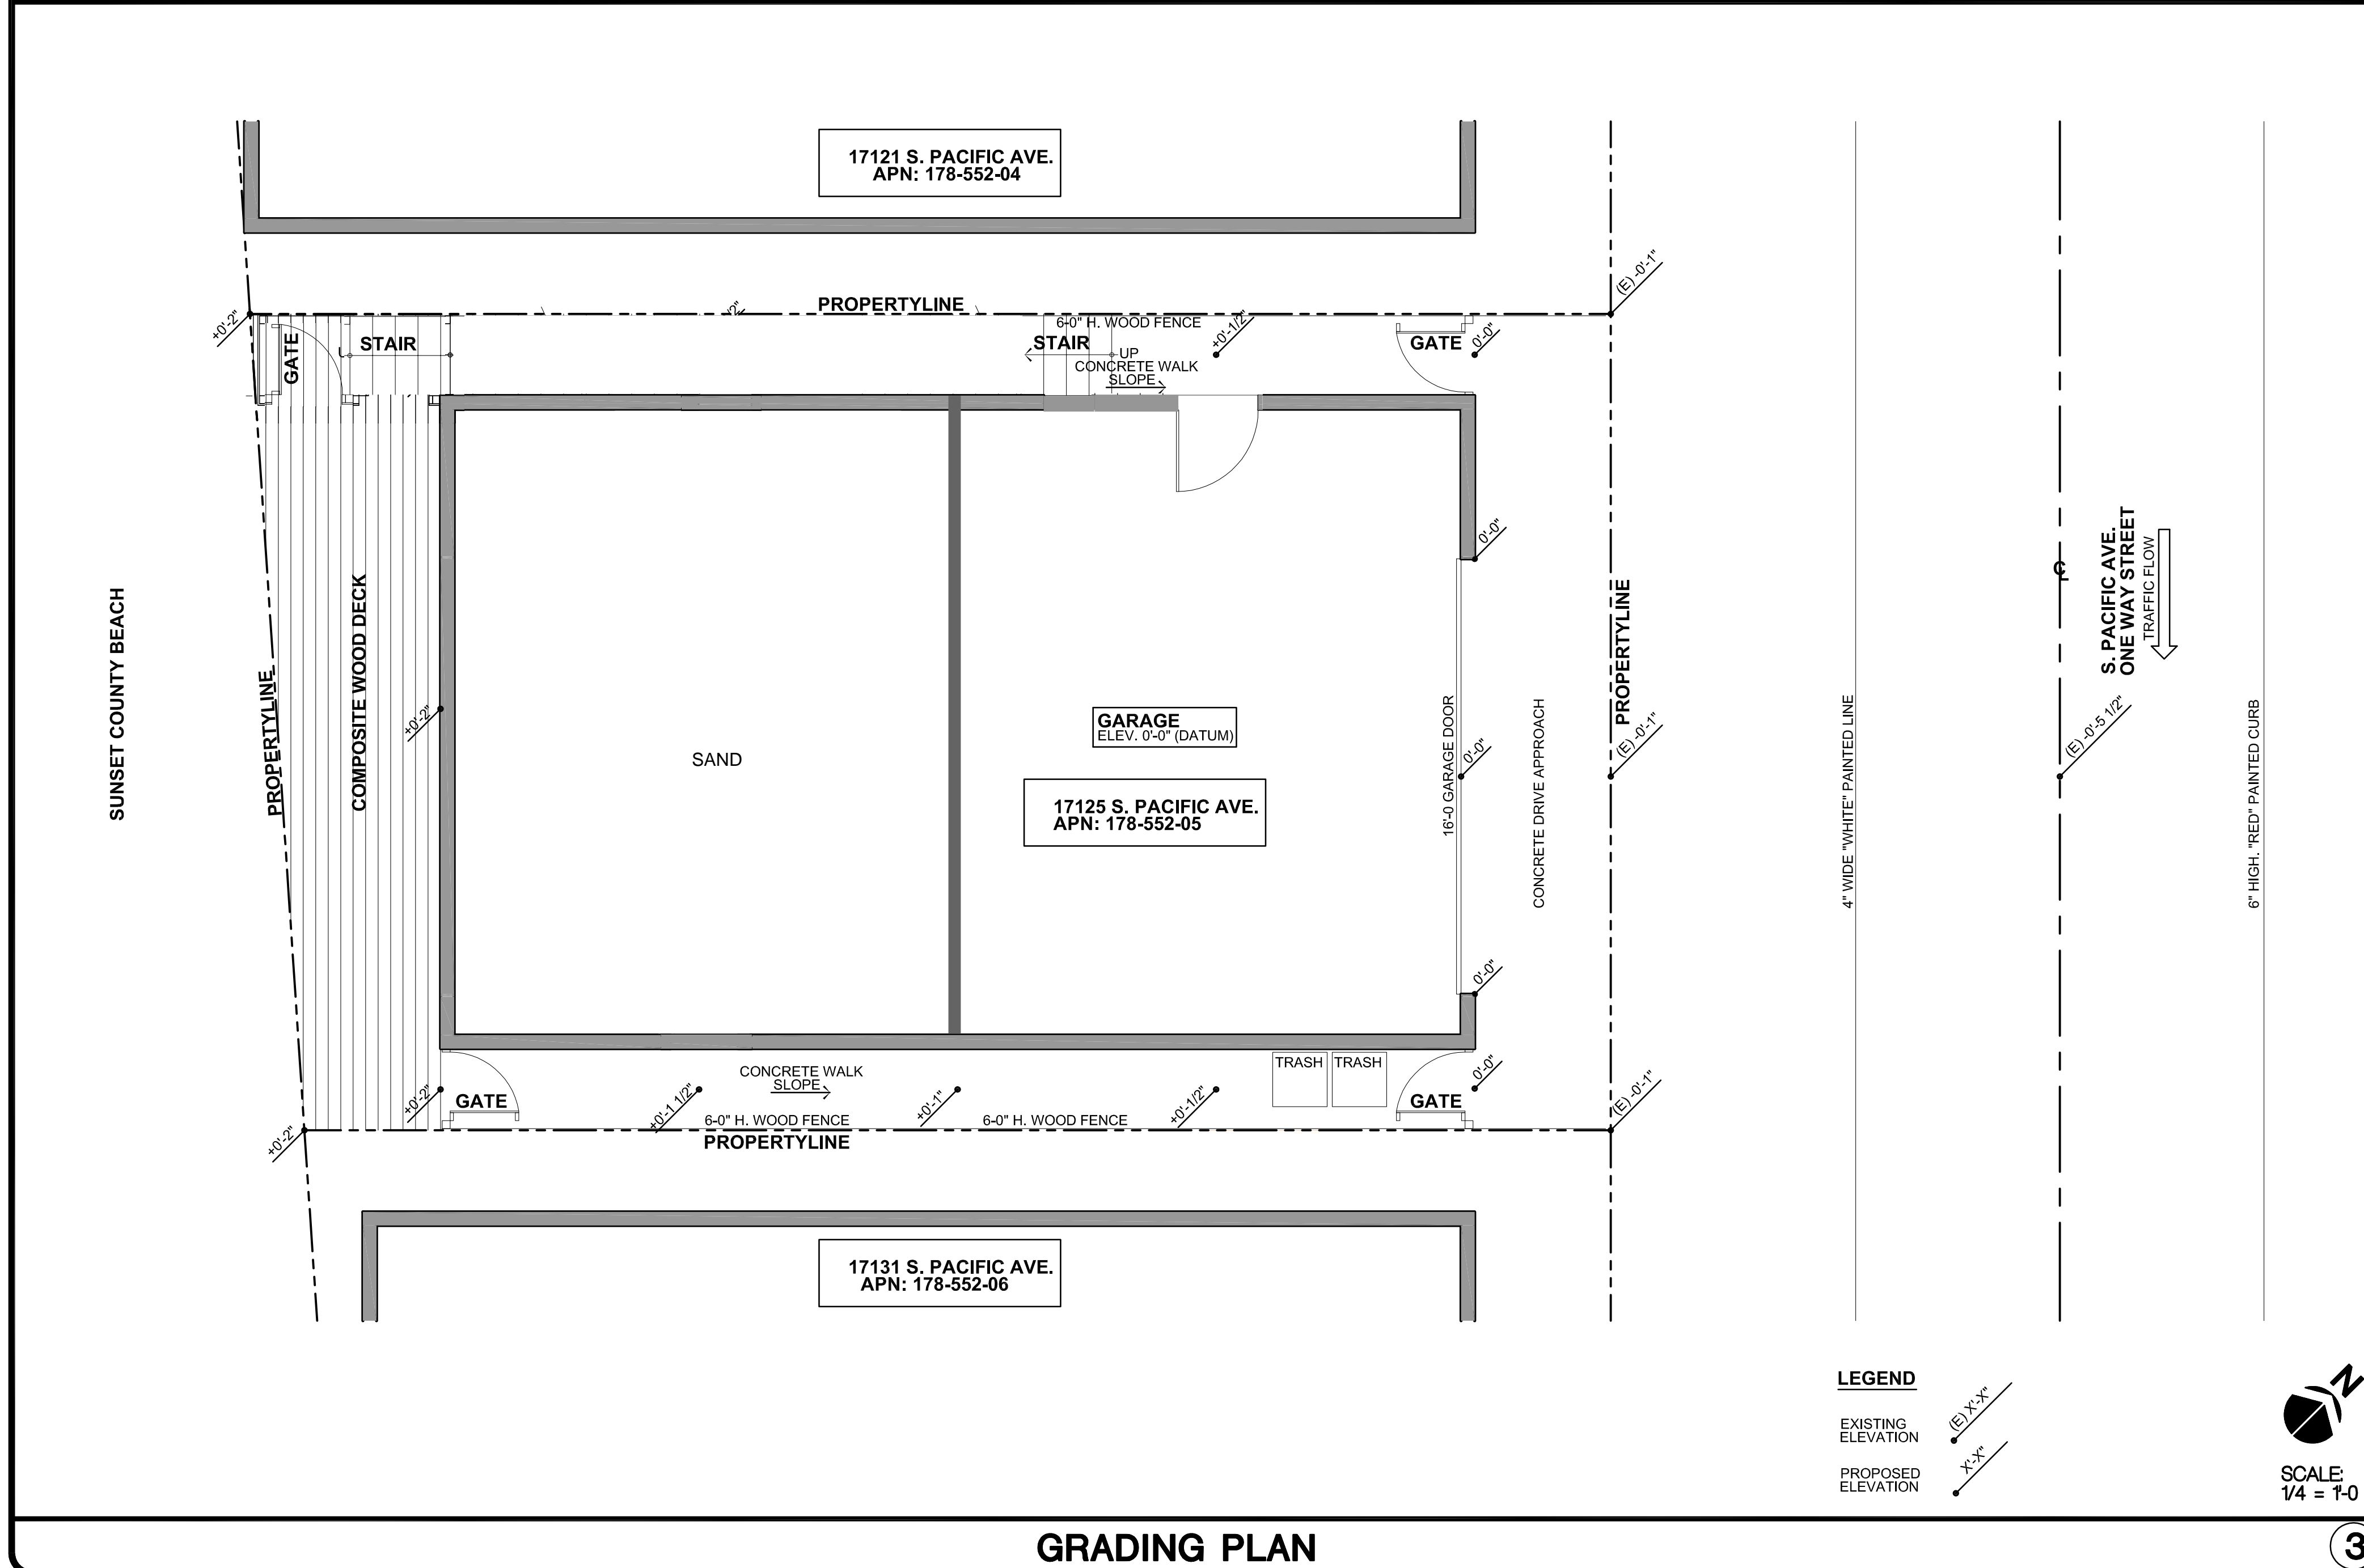 17121 S. PACIFIC AVE.
APN: 178-552-04
(E) -0'-1"
PROPERTYLINE
+0'-2"
6-0" H. WOOD FENCE
+0'-1/2"
GATE
STAIR
STAIR
UP
CONCRETE WALK
SLOPE
GATE
0'-0"
0'-0"
SUNSET COUNTY BEACH
PROPERTYLINE
COMPOSITE WOOD DECK
+0'-2"
SAND
GARAGE
ELEV. 0'-0" (DATUM)
17125 S. PACIFIC AVE.
APN: 178-552-05
16'-0 GARAGE DOOR
0'-0"
CONCRETE DRIVE APPROACH
PROPERTYLINE
(E) -0'-1"
4" WIDE "WHITE" PAINTED LINE
CL
S. PACIFIC AVE.
ONE WAY STREET
TRAFFIC FLOW
(E) -0'-5 1/2"
6" HIGH. "RED" PAINTED CURB
0'-0"
+0'-2"
GATE
+0'-1 1/2"
CONCRETE WALK
SLOPE
+0'-1"
+0'-1/2"
TRASH
TRASH
GATE
0'-0"
(E) -0'-1"
+0'-2"
6-0" H. WOOD FENCE
6-0" H. WOOD FENCE
PROPERTYLINE
17131 S. PACIFIC AVE.
APN: 178-552-06
LEGEND
EXISTING
ELEVATION
(E) X'-X"
PROPOSED
ELEVATION
X'-X"
N
SCALE:
1/4 = 1'-0
GRADING PLAN
3